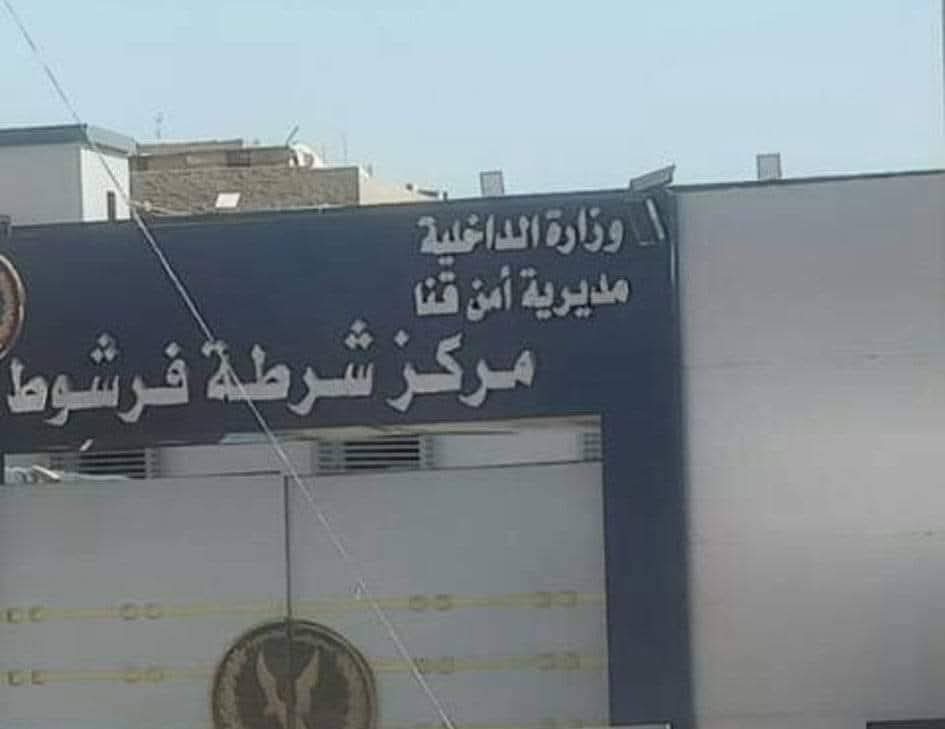 وزارة الداخلية
مديرية أمن قنا
مركز شرطة فرشوط